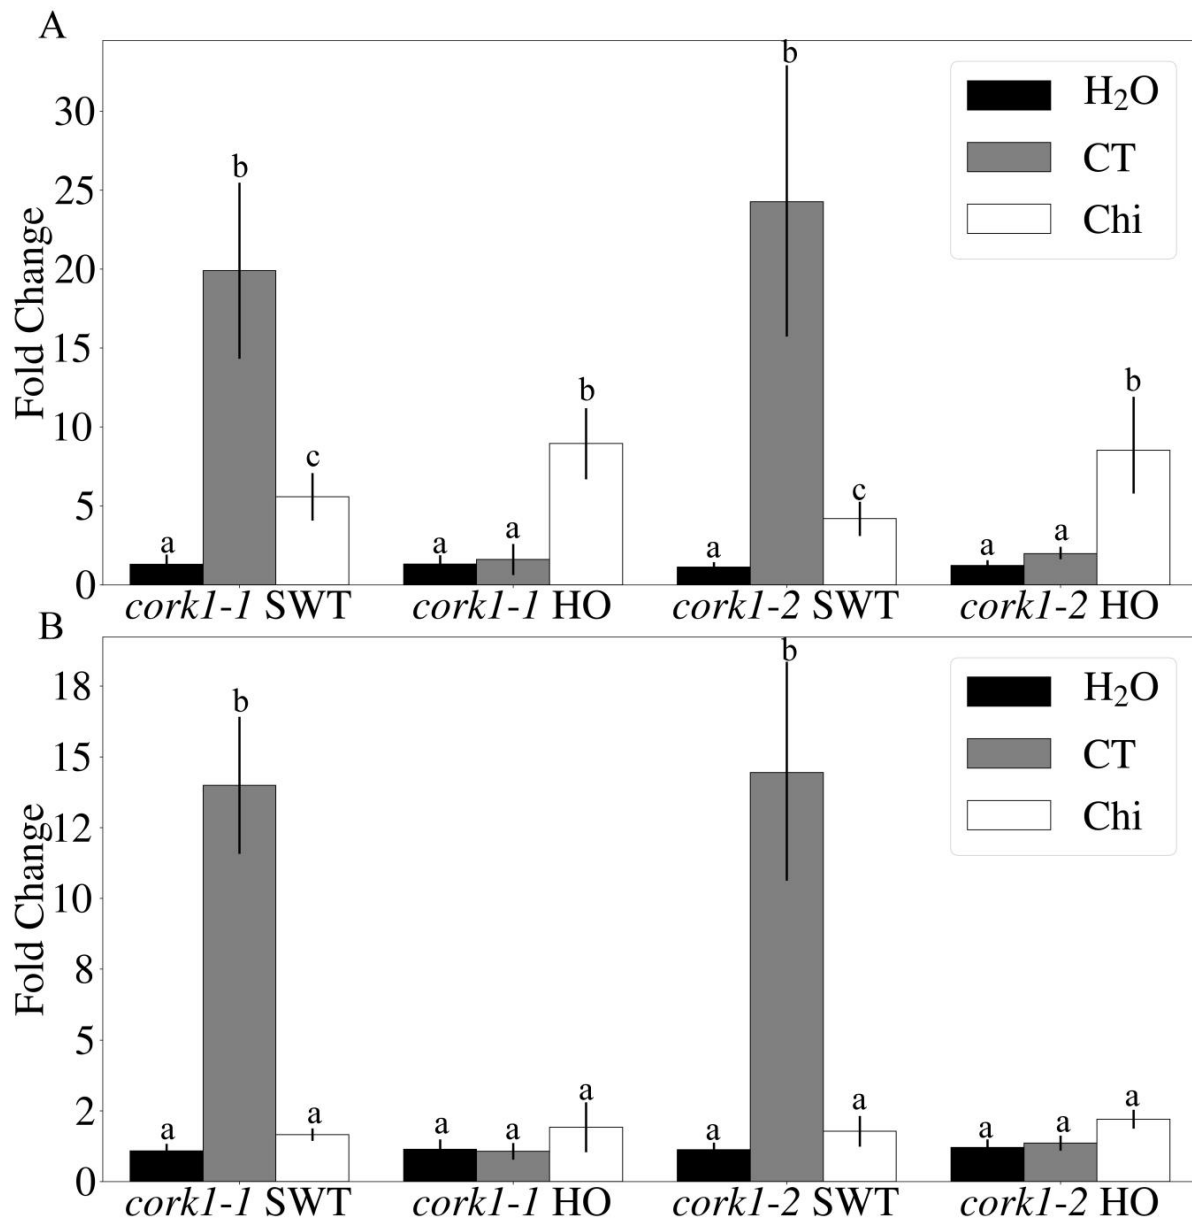 A
Fold Change
30
25
20
15
10
5
0
b
b
c
b
b
c
a
a
a
a
a
a
H₂O
CT
Chi
cork1-1 SWT
cork1-1 HO
cork1-2 SWT
cork1-2 HO
B
Fold Change
18
15
12
10
8
5
2
0
b
b
a
a
a
a
a
a
a
a
a
a
H₂O
CT
Chi
cork1-1 SWT
cork1-1 HO
cork1-2 SWT
cork1-2 HO